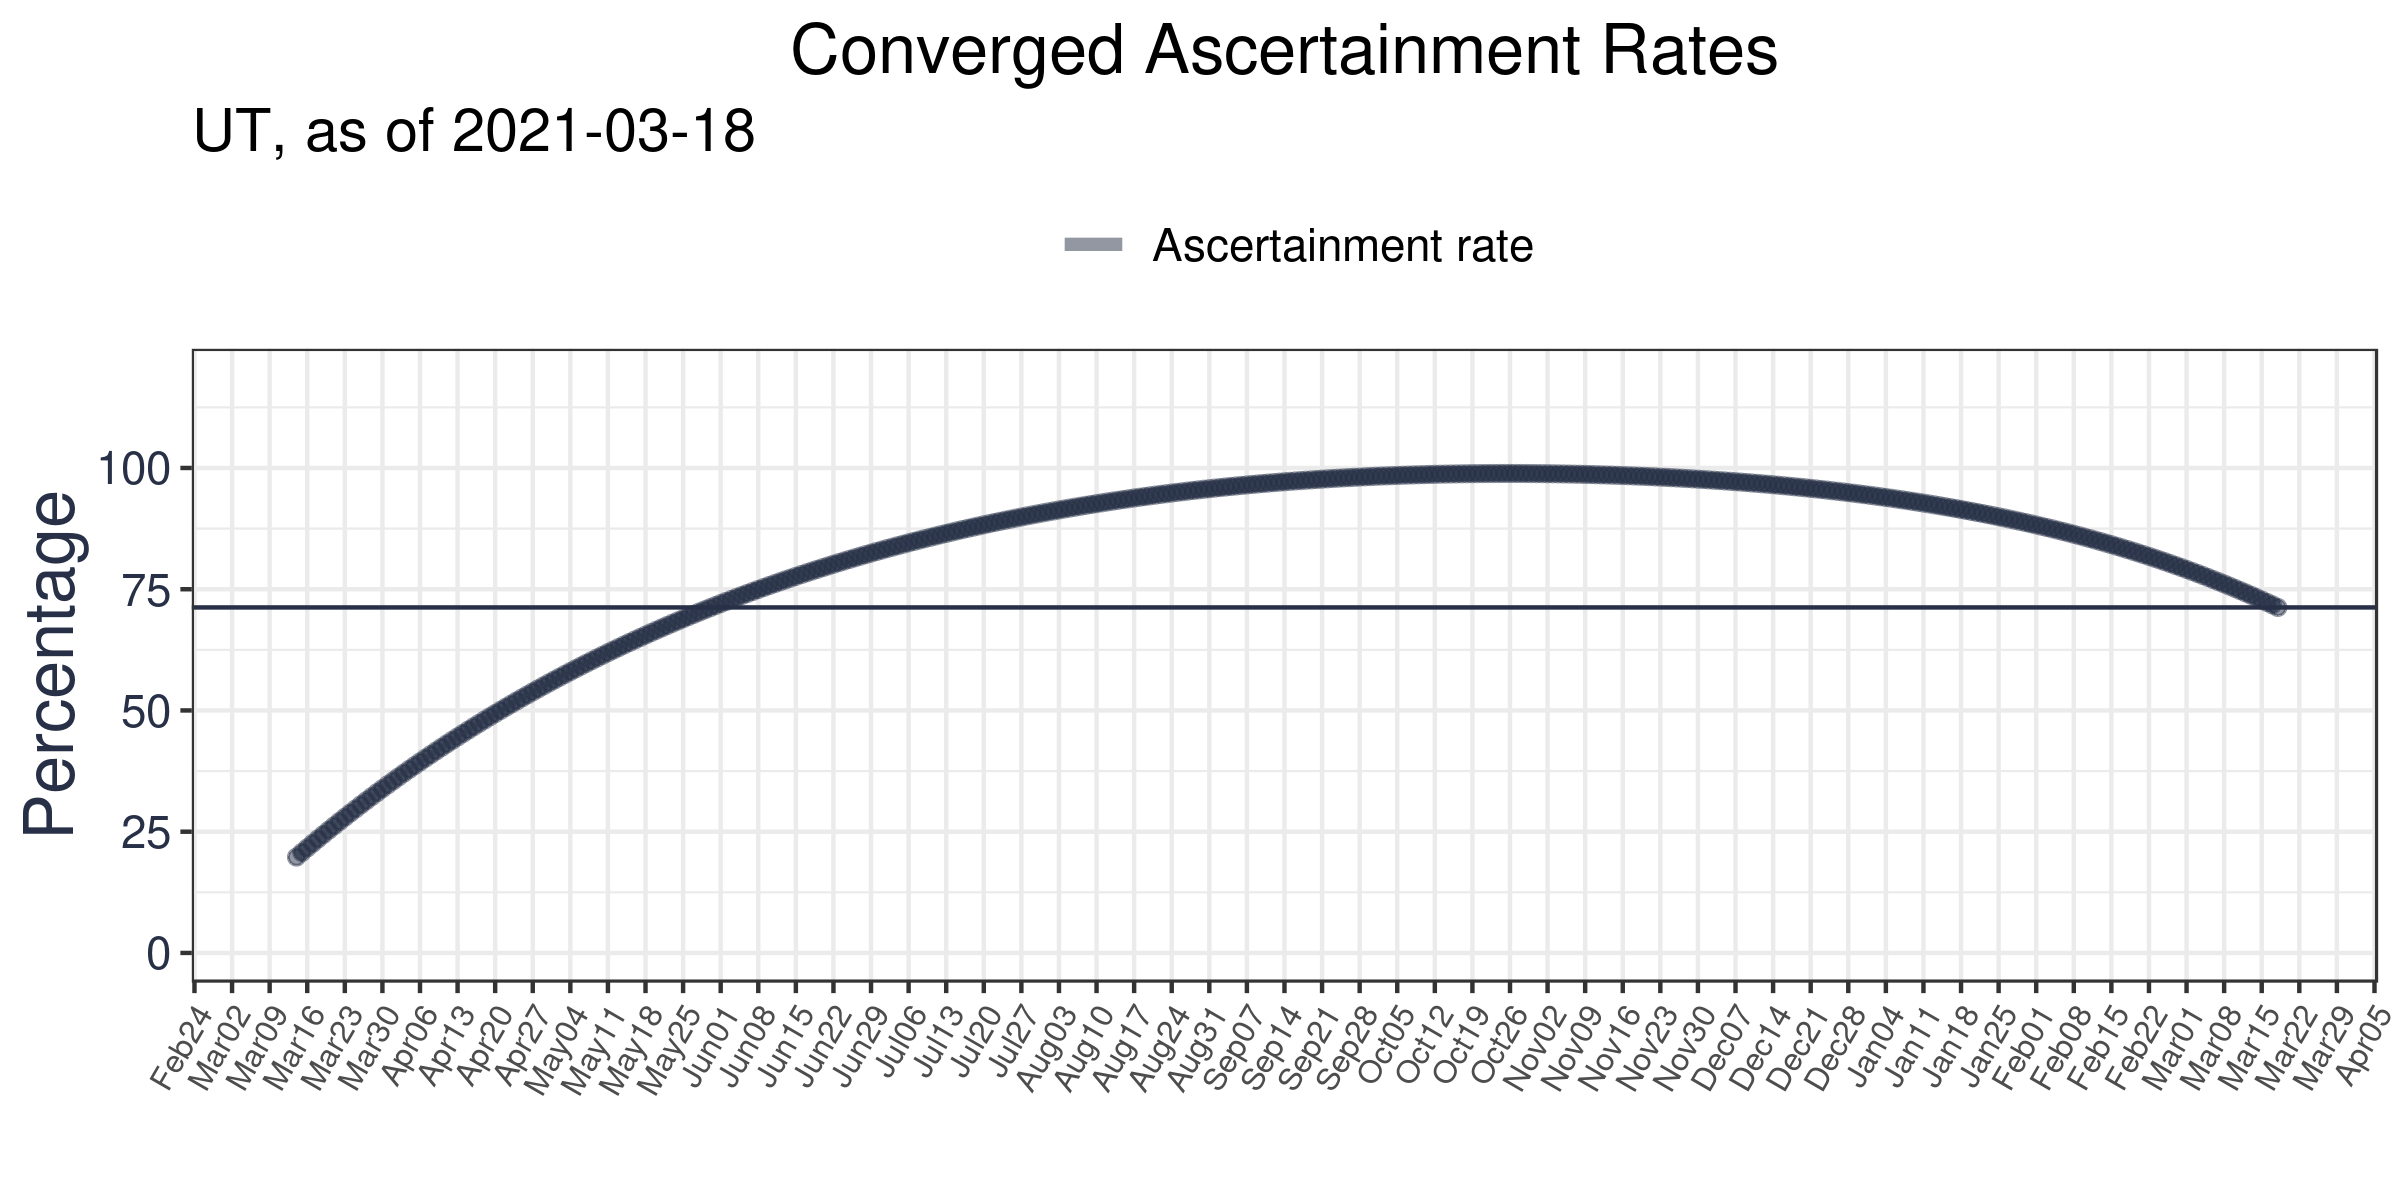 Converged Ascertainment Rates
UT, as of 2021-03-18
Ascertainment rate
Percentage
100
75
50
25
0
Feb24
Mar02
Mar09
Mar16
Mar23
Mar30
Apr06
Apr13
Apr20
Apr27
May04
May11
May18
May25
Jun01
Jun08
Jun15
Jun22
Jun29
Jul06
Jul13
Jul20
Jul27
Aug03
Aug10
Aug17
Aug24
Aug31
Sep07
Sep14
Sep21
Sep28
Oct05
Oct12
Oct19
Oct26
Nov02
Nov09
Nov16
Nov23
Nov30
Dec07
Dec14
Dec21
Dec28
Jan04
Jan11
Jan18
Jan25
Feb01
Feb08
Feb15
Feb22
Mar01
Mar08
Mar15
Mar22
Mar29
Apr05